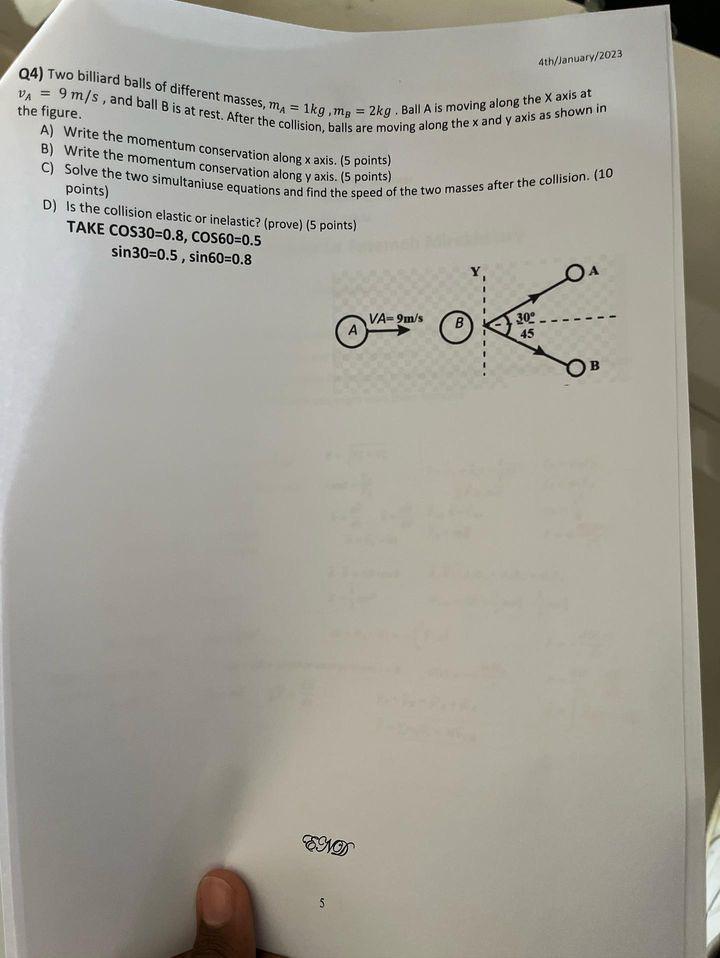 4th/January/2023
Q4) Two billiard balls of different masses, m_A = 1kg , m_B = 2kg . Ball A is moving along the X axis at
v_A = 9 m/s , and ball B is at rest. After the collision, balls are moving along the x and y axis as shown in
the figure.
A) Write the momentum conservation along x axis. (5 points)
B) Write the momentum conservation along y axis. (5 points)
C) Solve the two simultaniuse equations and find the speed of the two masses after the collision. (10
points)
D) Is the collision elastic or inelastic? (prove) (5 points)
TAKE COS30=0.8, COS60=0.5
sin30=0.5 , sin60=0.8
Y
A
VA= 9m/s
A
B
30º
45
B
END
5